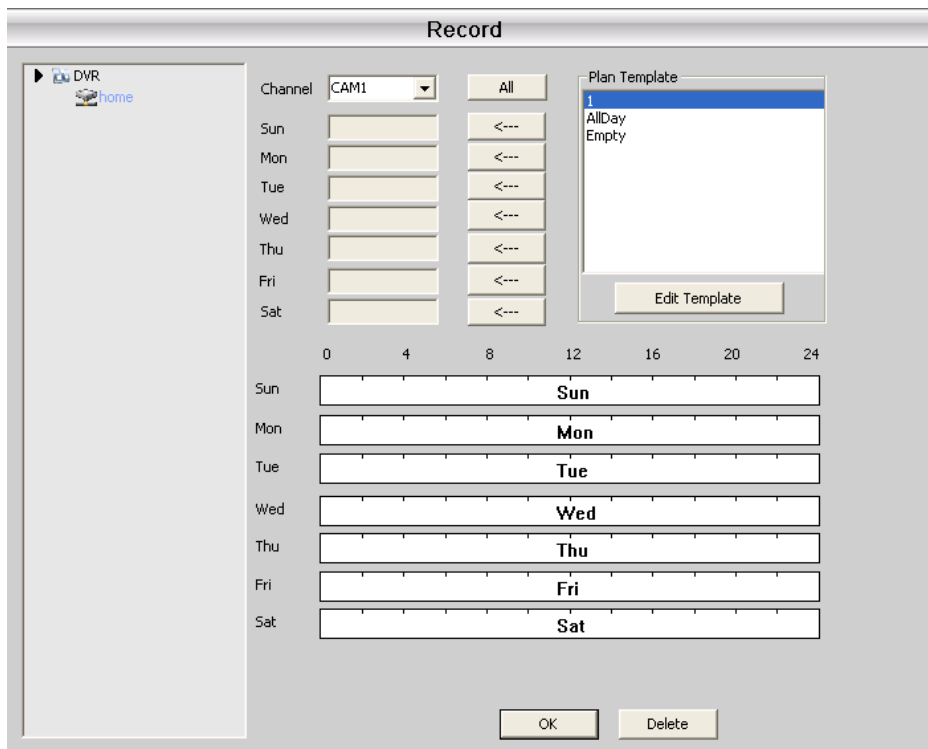 Record
DVR
home
Channel CAM1 All
Sun <---
Mon <---
Tue <---
Wed <---
Thu <---
Fri <---
Sat <---
Plan Template
1
AllDay
Empty
Edit Template
0 4 8 12 16 20 24
Sun Sun
Mon Mon
Tue Tue
Wed Wed
Thu Thu
Fri Fri
Sat Sat
OK Delete